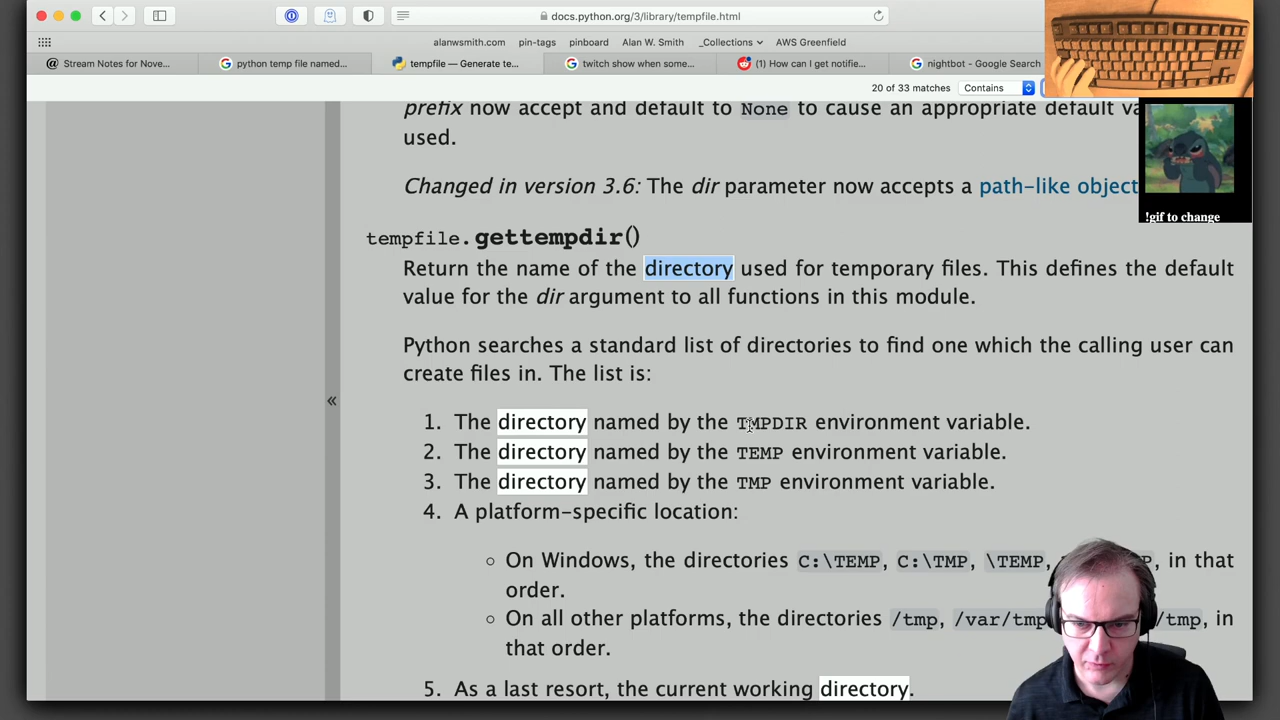 docs.python.org/3/library/tempfile.html
alanwsmith.com pin-tags pinboard Alan W. Smith _Collections AWS Greenfield
Stream Notes for Nove... python temp file named... tempfile — Generate te... twitch show when some... (1) How can I get notifie... nightbot - Google Search
20 of 33 matches Contains
prefix now accept and default to None to cause an appropriate default va
used.
Changed in version 3.6: The dir parameter now accepts a path-like object
!gif to change
tempfile.gettempdir()
Return the name of the directory used for temporary files. This defines the default
value for the dir argument to all functions in this module.
Python searches a standard list of directories to find one which the calling user can
create files in. The list is:
«
1. The directory named by the TMPDIR environment variable.
2. The directory named by the TEMP environment variable.
3. The directory named by the TMP environment variable.
4. A platform-specific location:
○ On Windows, the directories C:\TEMP, C:\TMP, \TEMP, P, in that
order.
○ On all other platforms, the directories /tmp, /var/tmp /tmp, in
that order.
5. As a last resort, the current working directory.